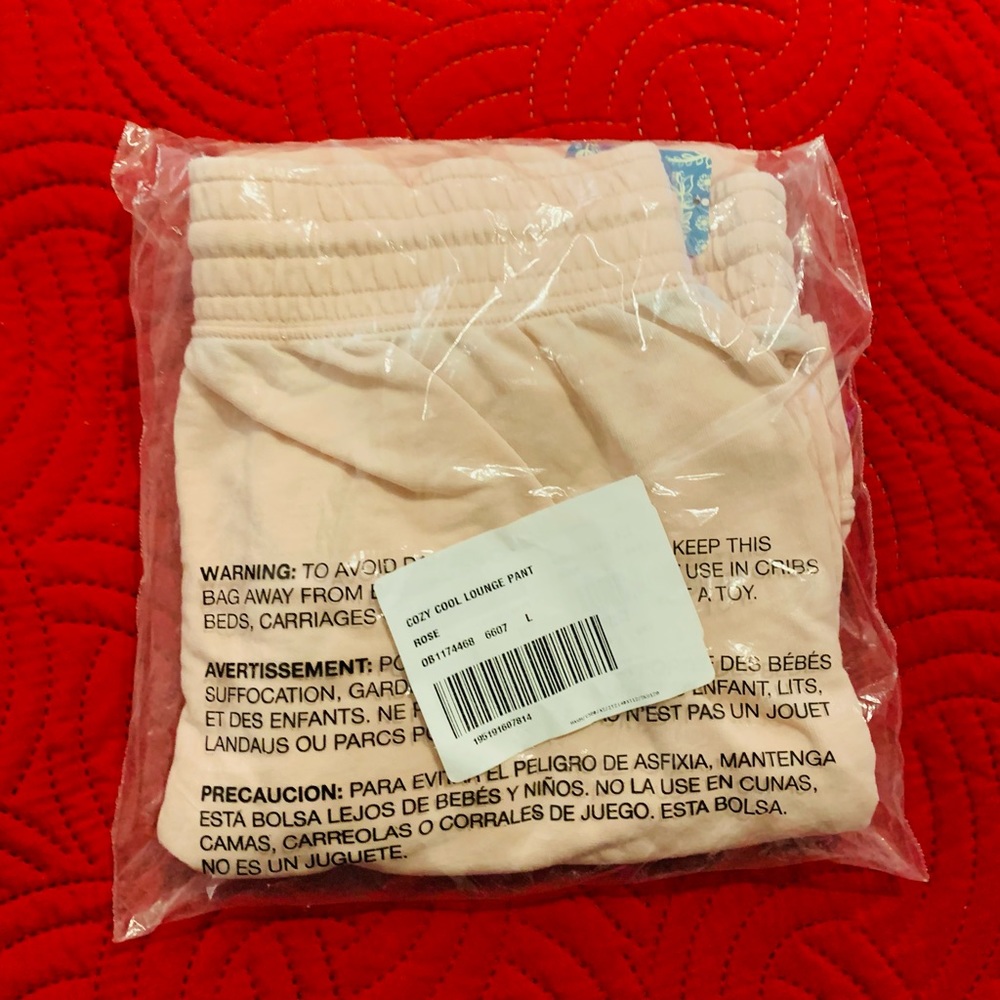 COZY COOL LOUNGE PANT
ROSE
OB1174468 6607 L
195191607814
WARNING: TO AVOID KEEP THIS
BAG AWAY FROM USE IN CRIBS
BEDS, CARRIAGES A TOY.
AVERTISSEMENT: DES BÉBÉS
SUFFOCATION, ENFANT, LITS,
ET DES ENFANTS. NE N'EST PAS UN JOUET
LANDAUS OU PARCS
PRECAUCION: PARA EL PELIGRO DE ASFIXIA, MANTENGA
ESTA BOLSA LEJOS DE BEBÉS Y NIÑOS. NO LA USE EN CUNAS,
CAMAS, CARREOLAS O CORRALES DE JUEGO. ESTA BOLSA.
NO ES UN JUGUETE.